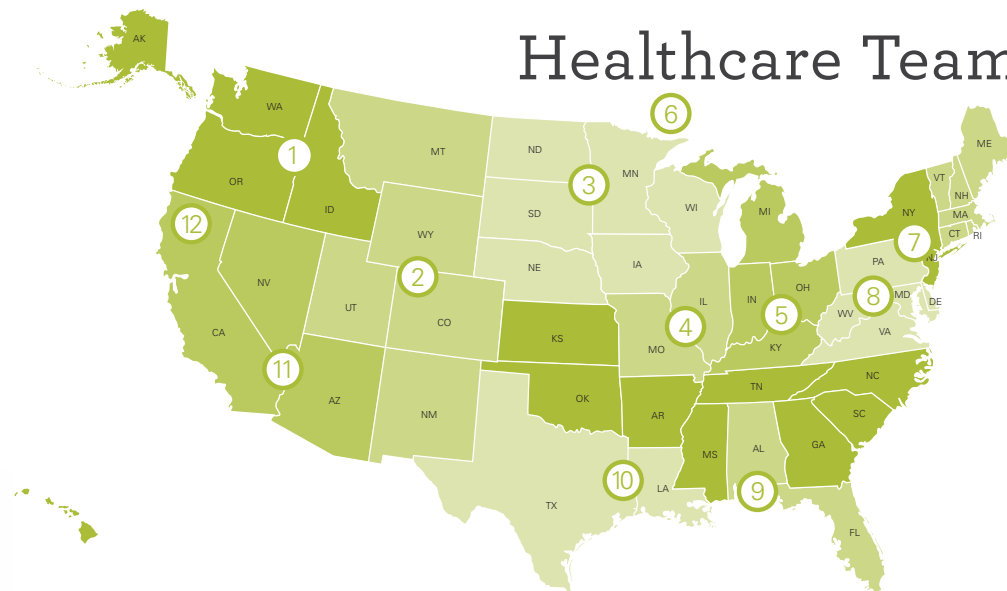 Healthcare Team
AK
6
WA
ME
1
MT
ND
MN
VT
3
NH
OR
WI
MI
NY
MA
ID
SD
12
WY
CT
RI
7
NJ
PA
IA
NE
2
NV
OH
8
MD
IN
IL
DE
UT
WV
5
CO
4
CA
VA
KS
MO
KY
11
NC
TN
AZ
OK
NM
AR
SC
GA
AL
MS
10
LA
9
TX
FL